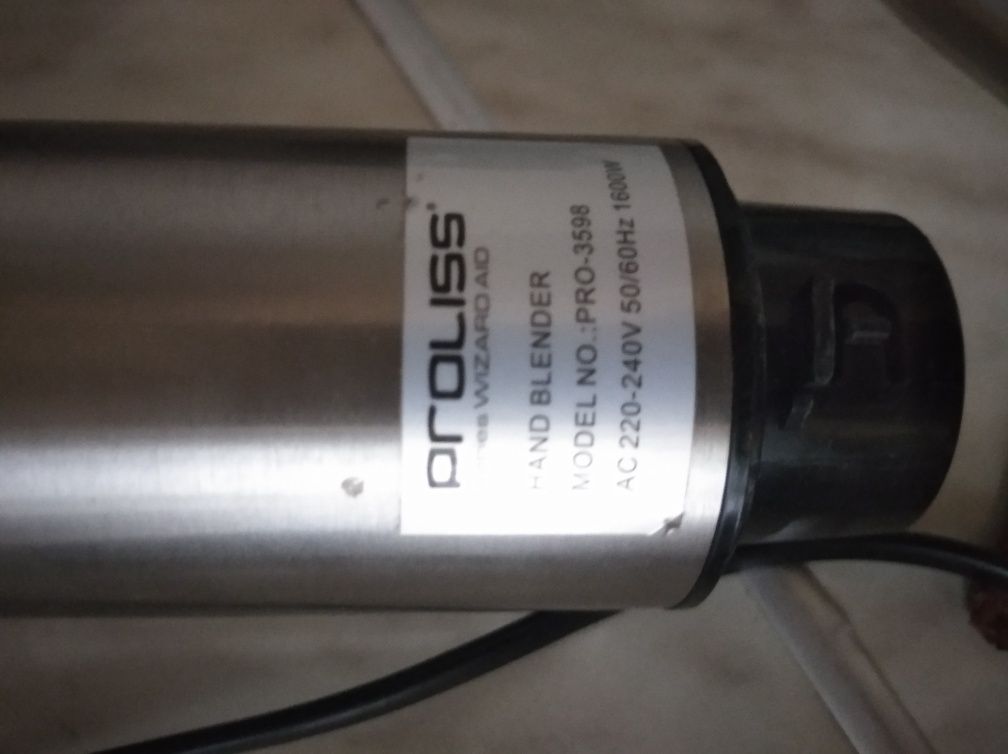 PROLISS
WIZARD AID
HAND BLENDER
MODEL NO.:PRO-3598
AC 220-240V 50/60Hz 1600W